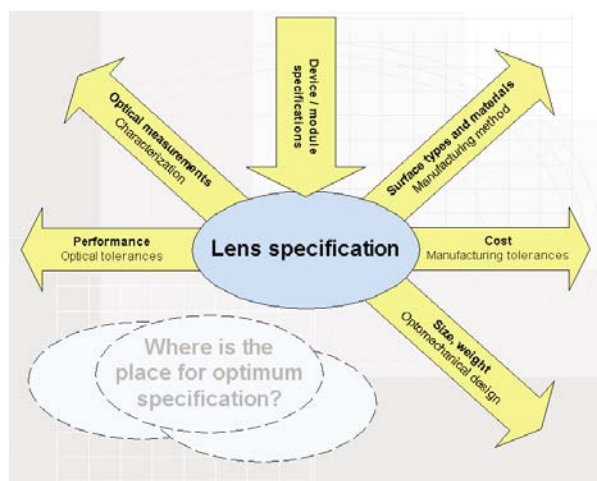 Device / module
specifications
Optical measurements
Characterization
Surface types and materials
Manufacturing method
Performance
Optical tolerances
Lens specification
Cost
Manufacturing tolerances
Size, weight
Optomechanical design
Where is the
place for optimum
specification?